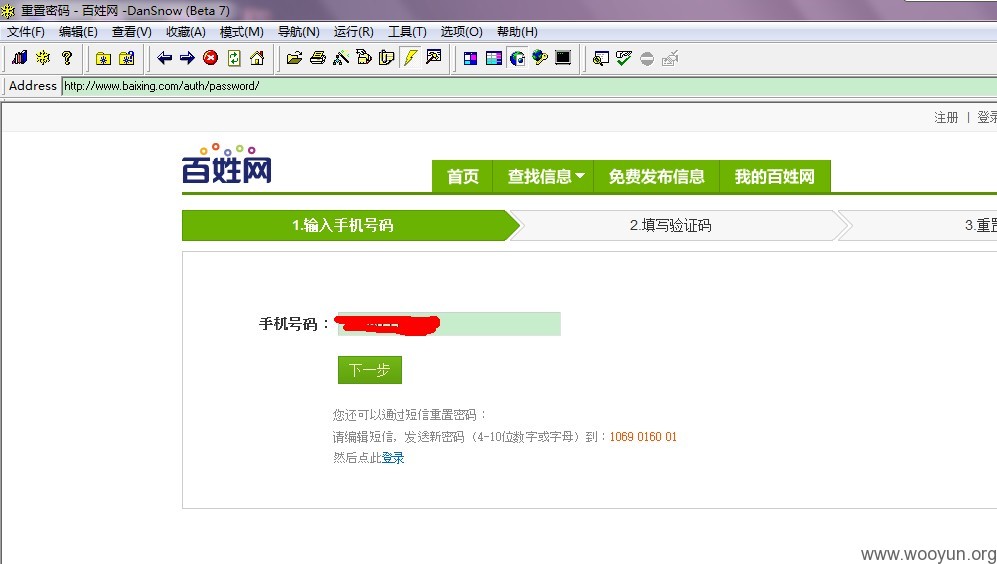 重置密码 - 百姓网 -DanSnow (Beta 7)
文件(F) 编辑(E) 查看(V) 收藏(A) 模式(M) 导航(N) 运行(R) 工具(T) 选项(O) 帮助(H)
Address http://www.baixing.com/auth/password/
注册 | 登录
百姓网
首页 查找信息 免费发布信息 我的百姓网
1.输入手机号码 2.填写验证码 3.重置
手机号码：
下一步
您还可以通过短信重置密码：
请编辑短信，发送新密码（4-10位数字或字母）到：1069 0160 01
然后点此登录
www.wooyun.org